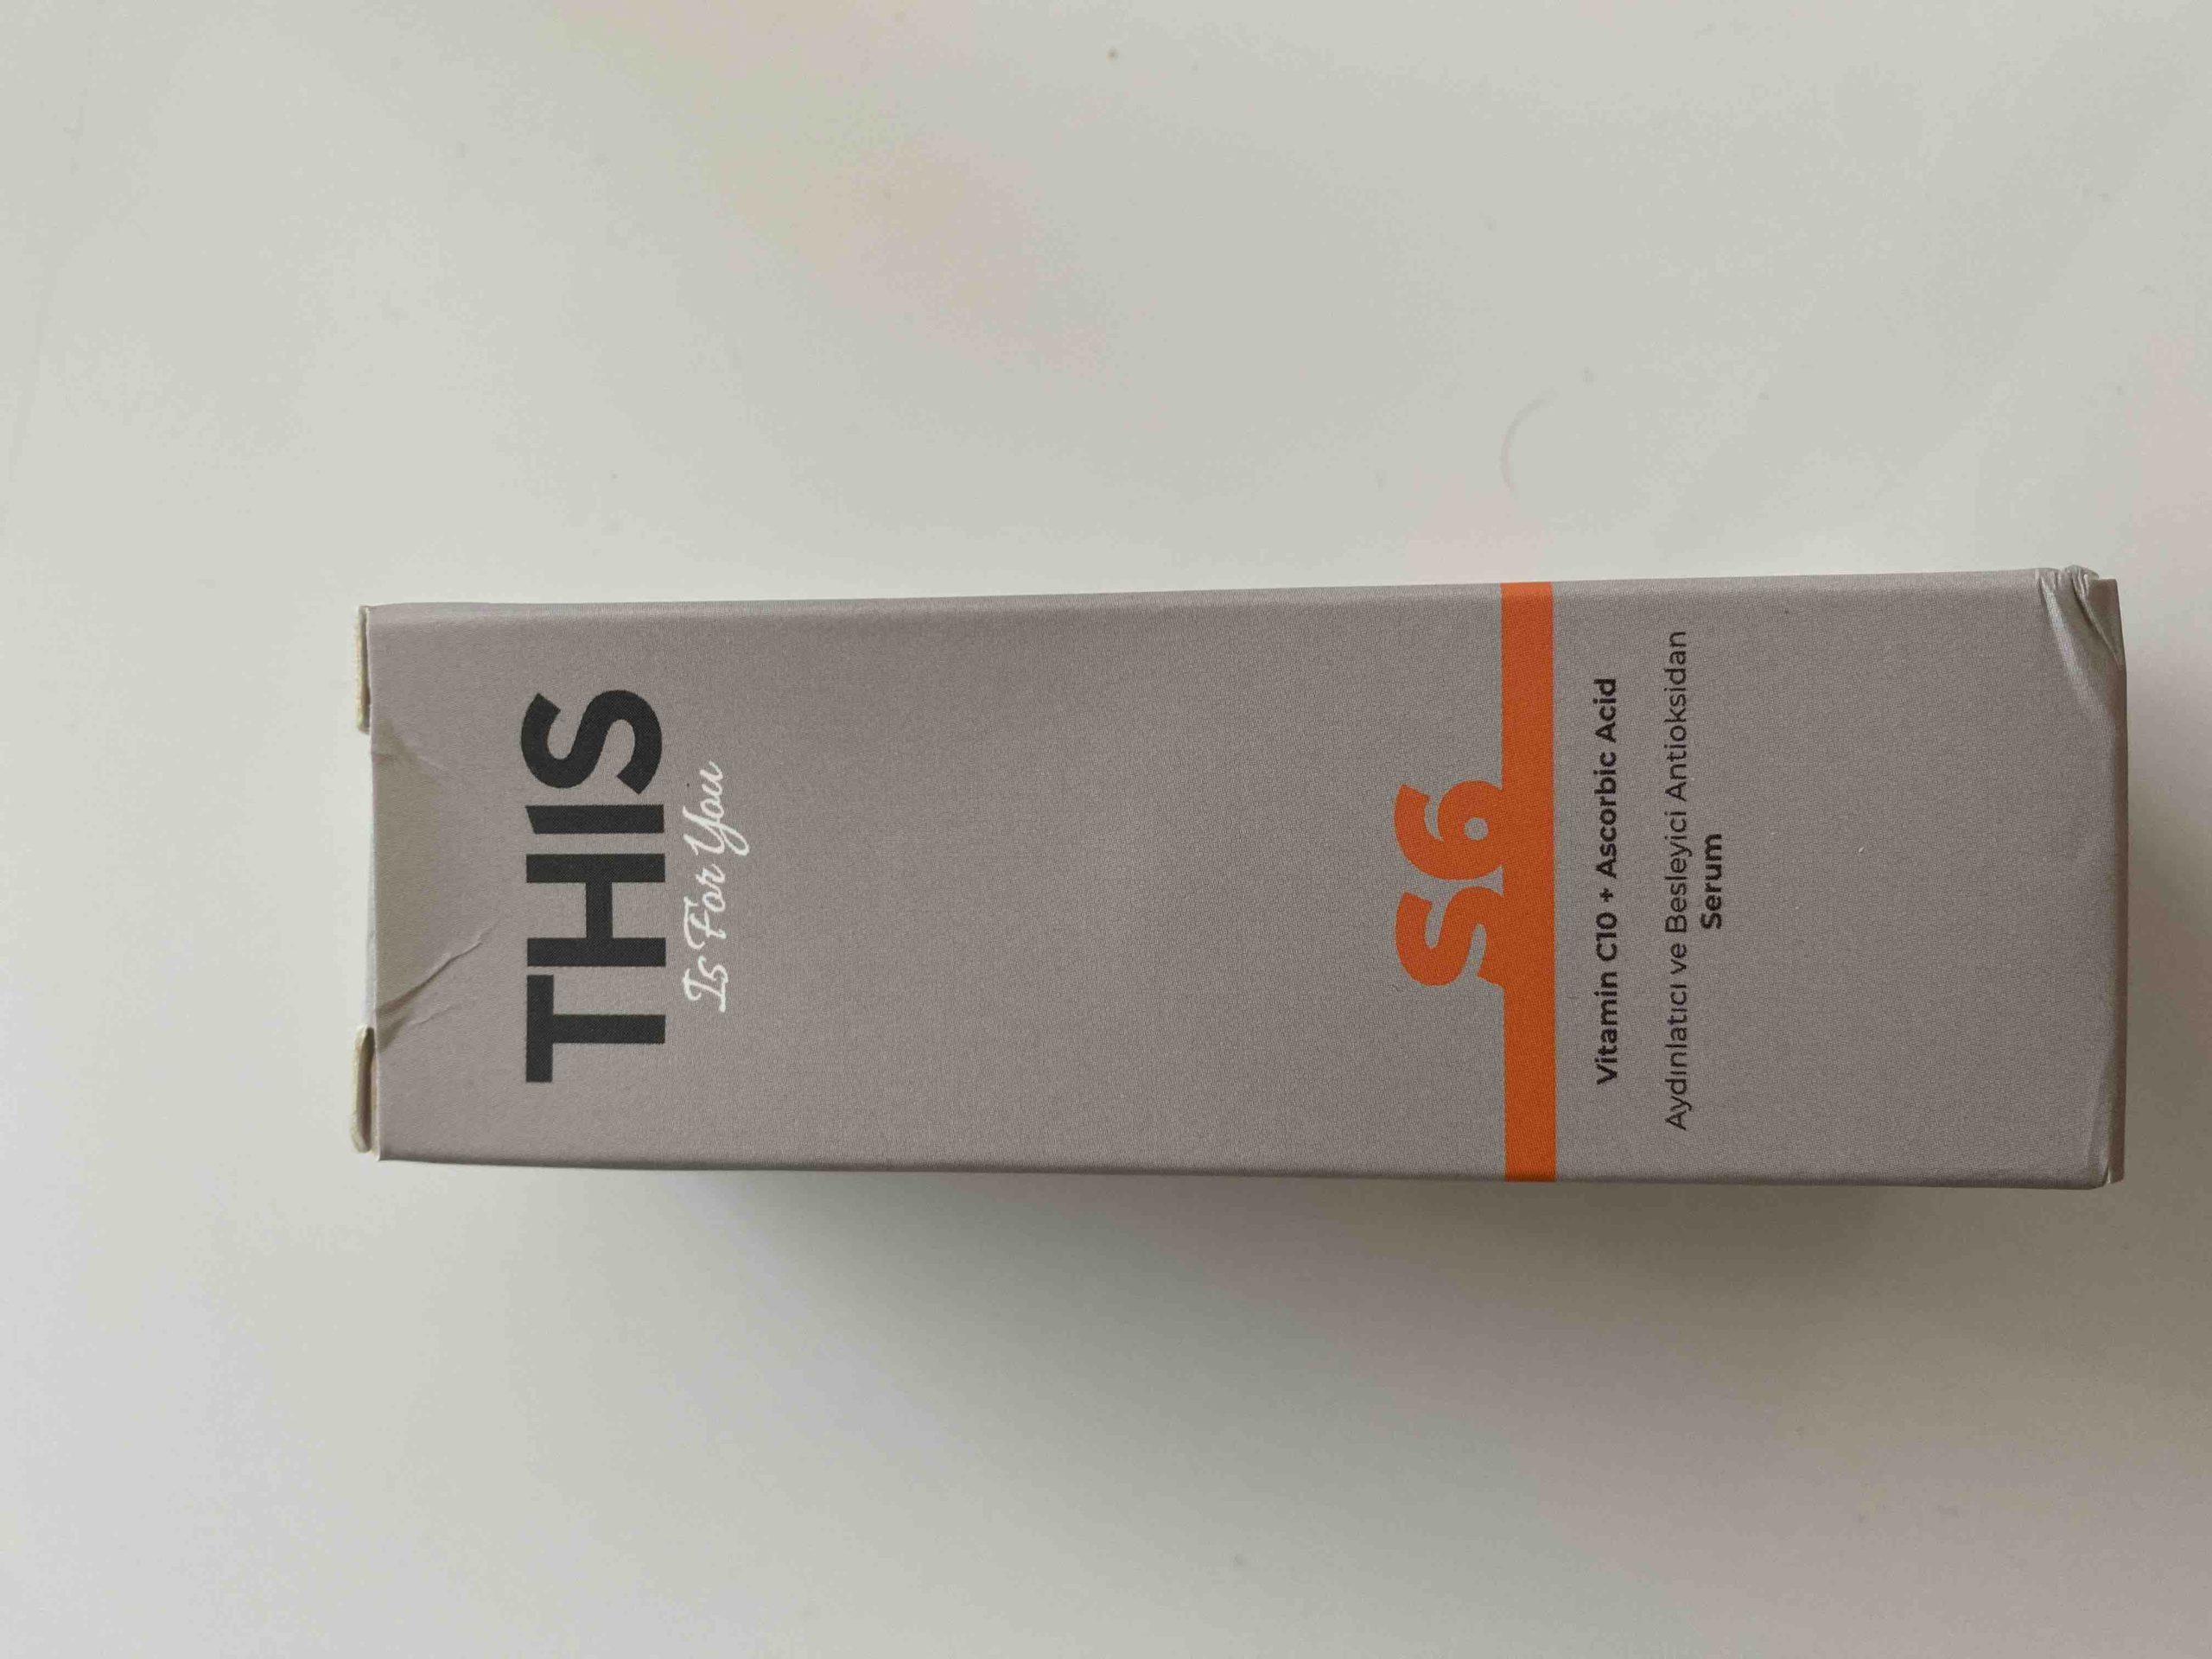 THIS
Is For You
S6
Vitamin C10 + Ascorbic Acid
Aydınlatıcı ve Besleyici Antioksidan
Serum